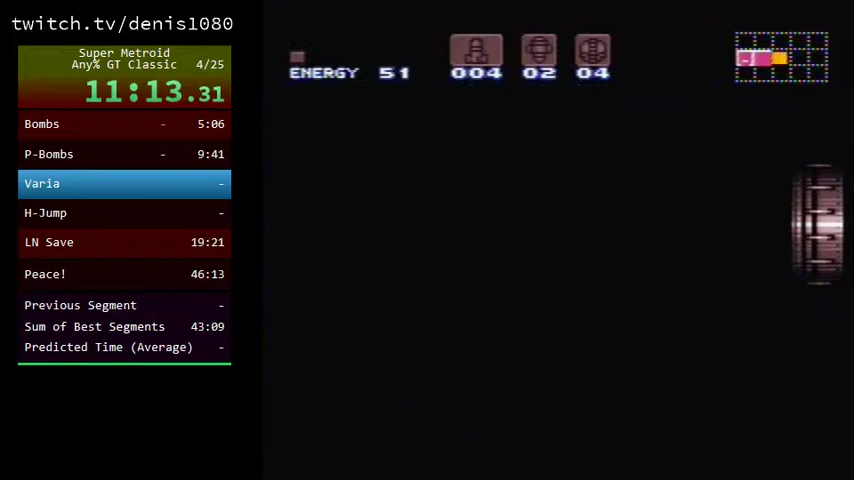 twitch.tv/denis1080
Super Metroid
Any% GT Classic 4/25
11:13.31
Bombs - 5:06
P-Bombs - 9:41
Varia -
H-Jump -
LN Save 19:21
Peace! 46:13
Previous Segment -
Sum of Best Segments 43:09
Predicted Time (Average) -
ENERGY 51 004 02 04